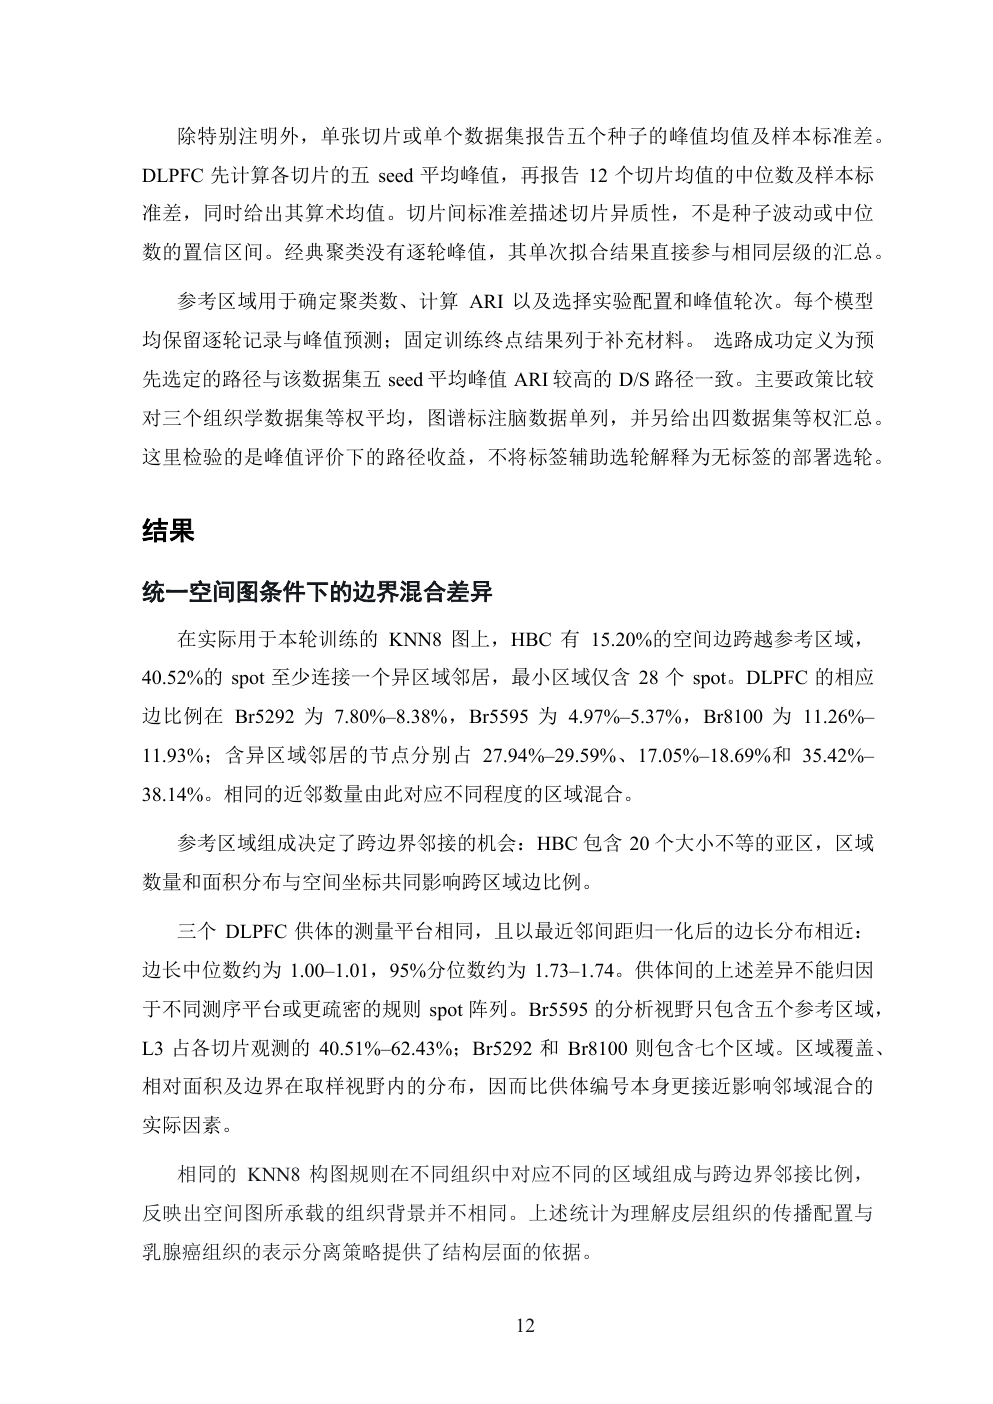 除特别注明外，单张切片或单个数据集报告五个种子的峰值均值及样本标准差。
DLPFC 先计算各切片的五 seed 平均峰值，再报告 12 个切片均值的中位数及样本标
准差，同时给出其算术均值。切片间标准差描述切片异质性，不是种子波动或中位
数的置信区间。经典聚类没有逐轮峰值，其单次拟合结果直接参与相同层级的汇总。
参考区域用于确定聚类数、计算 ARI 以及选择实验配置和峰值轮次。每个模型
均保留逐轮记录与峰值预测；固定训练终点结果列于补充材料。 选路成功定义为预
先选定的路径与该数据集五 seed 平均峰值 ARI 较高的 D/S 路径一致。主要政策比较
对三个组织学数据集等权平均，图谱标注脑数据单列，并另给出四数据集等权汇总。
这里检验的是峰值评价下的路径收益，不将标签辅助选轮解释为无标签的部署选轮。
结果
统一空间图条件下的边界混合差异
在实际用于本轮训练的 KNN8 图上，HBC 有 15.20%的空间边跨越参考区域，
40.52%的 spot 至少连接一个异区域邻居，最小区域仅含 28 个 spot。DLPFC 的相应
边比例在 Br5292 为 7.80%–8.38%，Br5595 为 4.97%–5.37%，Br8100 为 11.26%–
11.93%；含异区域邻居的节点分别占 27.94%–29.59%、17.05%–18.69%和 35.42%–
38.14%。相同的近邻数量由此对应不同程度的区域混合。
参考区域组成决定了跨边界邻接的机会：HBC 包含 20 个大小不等的亚区，区域
数量和面积分布与空间坐标共同影响跨区域边比例。
三个 DLPFC 供体的测量平台相同，且以最近邻间距归一化后的边长分布相近：
边长中位数约为 1.00–1.01，95%分位数约为 1.73–1.74。供体间的上述差异不能归因
于不同测序平台或更疏密的规则 spot 阵列。Br5595 的分析视野只包含五个参考区域，
L3 占各切片观测的 40.51%–62.43%；Br5292 和 Br8100 则包含七个区域。区域覆盖、
相对面积及边界在取样视野内的分布，因而比供体编号本身更接近影响邻域混合的
实际因素。
相同的 KNN8 构图规则在不同组织中对应不同的区域组成与跨边界邻接比例，
反映出空间图所承载的组织背景并不相同。上述统计为理解皮层组织的传播配置与
乳腺癌组织的表示分离策略提供了结构层面的依据。
12